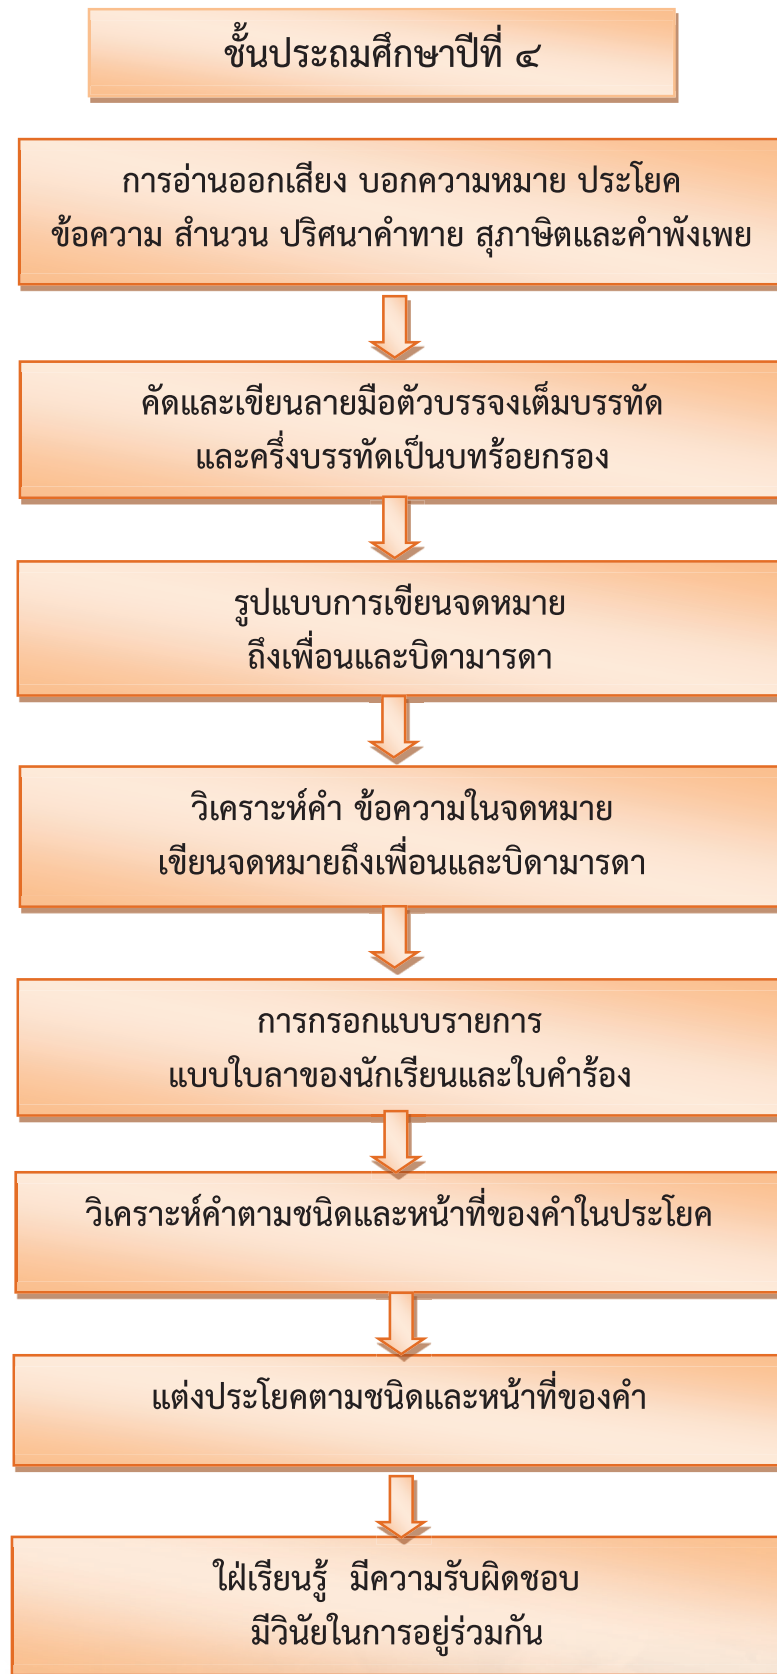 ชั้นประถมศึกษาปีที่ ๔
การอ่านออกเสียง บอกความหมาย ประโยค
ข้อความ สำนวน ปริศนาคำทาย สุภาษิตและคำพังเพย
คัดและเขียนลายมือตัวบรรจงเต็มบรรทัด
และครึ่งบรรทัดเป็นบทร้อยกรอง
รูปแบบการเขียนจดหมาย
ถึงเพื่อนและบิดามารดา
วิเคราะห์คำ ข้อความในจดหมาย
เขียนจดหมายถึงเพื่อนและบิดามารดา
การกรอกแบบรายการ
แบบใบลาของนักเรียนและใบคำร้อง
วิเคราะห์คำตามชนิดและหน้าที่ของคำในประโยค
แต่งประโยคตามชนิดและหน้าที่ของคำ
ใฝ่เรียนรู้ มีความรับผิดชอบ
มีวินัยในการอยู่ร่วมกัน